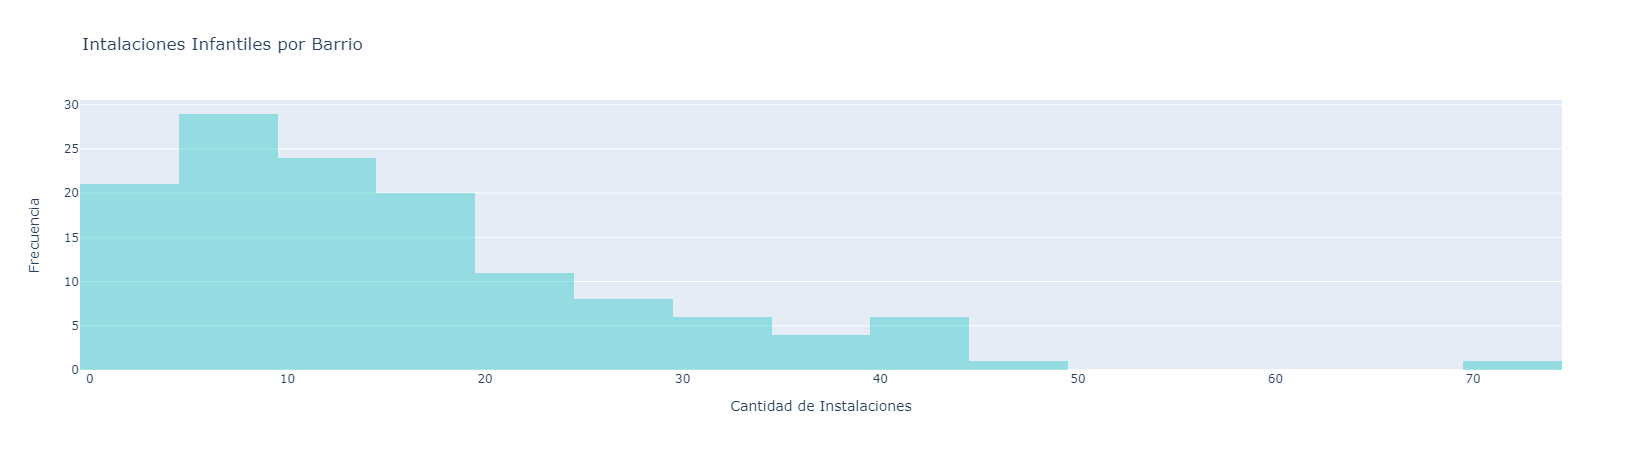 Intalaciones Infantiles por Barrio
30
25
20
15
10
5
0
Frecuencia
0 10 20 30 40 50 60 70
Cantidad de Instalaciones